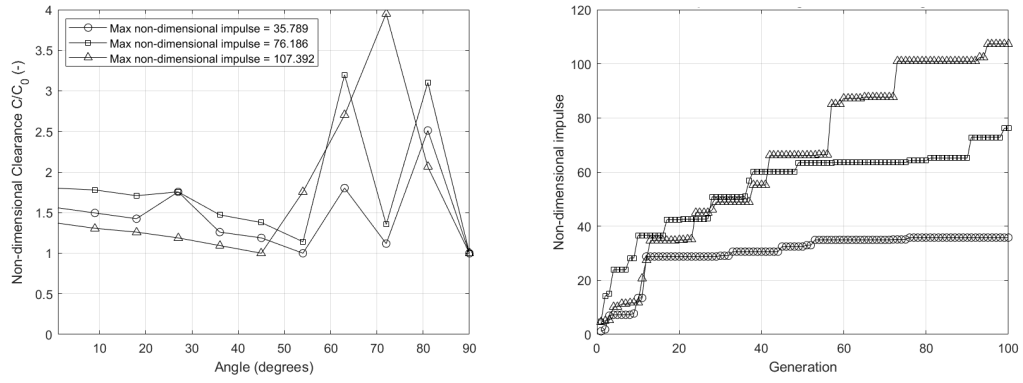 Max non-dimensional impulse = 35.789
Max non-dimensional impulse = 76.186
Max non-dimensional impulse = 107.392
Non-dimensional Clearance C/C0 (-)
4
3.5
3
2.5
2
1.5
1
0.5
0
10 20 30 40 50 60 70 80 90
Angle (degrees)
Non-dimensional impulse
120
100
80
60
40
20
0
0 20 40 60 80 100
Generation